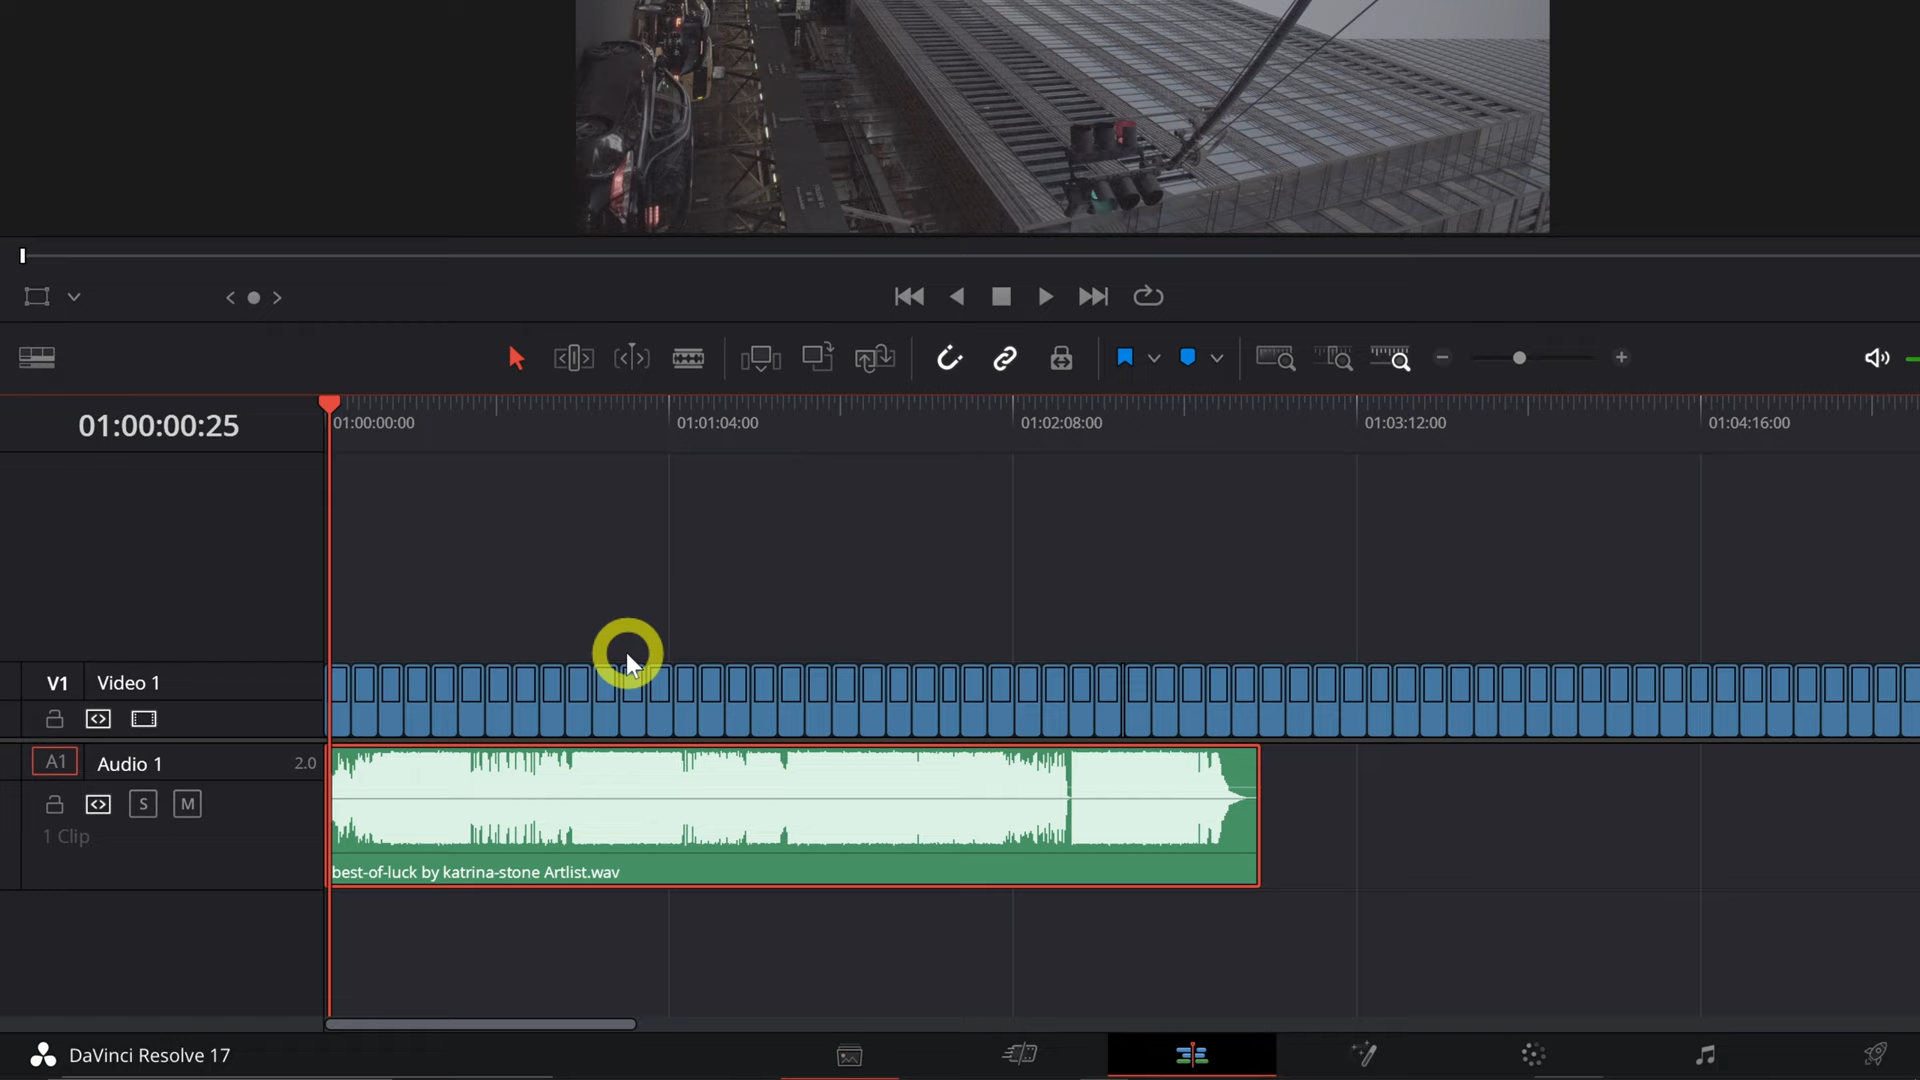 01:00:00:25
01:00:00:00
01:01:04:00
01:02:08:00
01:03:12:00
01:04:16:00
V1
Video 1
A1
Audio 1
2.0
S
M
1 Clip
best-of-luck by katrina-stone Artlist.wav
DaVinci Resolve 17